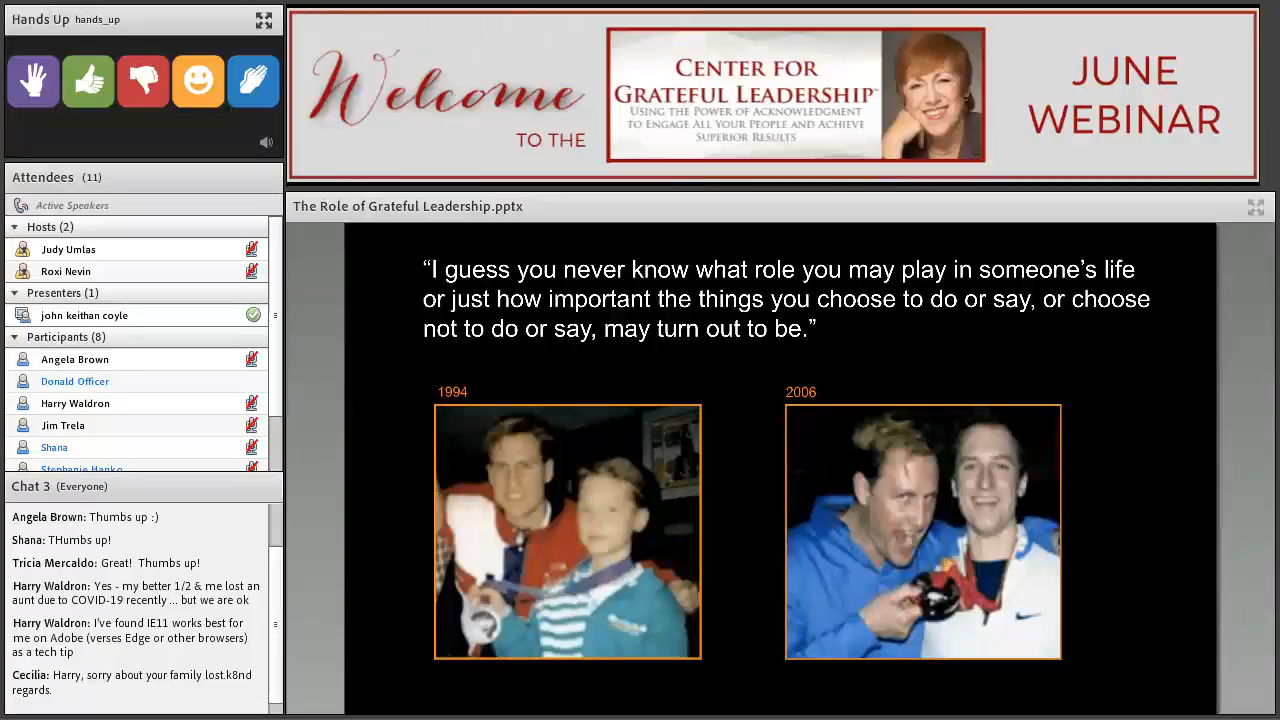 Hands Up hands_up
Attendees (11)
Active Speakers
Hosts (2)
Judy Umlas
Roxi Nevin
Presenters (1)
john keithan coyle
Participants (8)
Angela Brown
Donald Officer
Harry Waldron
Jim Trela
Shana
Stephanie Hanko
Chat 3 (Everyone)
Angela Brown: Thumbs up :)
Shana: THumbs up!
Tricia Mercaldo: Great! Thumbs up!
Harry Waldron: Yes - my better 1/2 & me lost an
aunt due to COVID-19 recently ... but we are ok
Harry Waldron: I've found IE11 works best for
me on Adobe (verses Edge or other browsers)
as a tech tip
Cecilia: Harry, sorry about your family lost.k8nd
regards.
Welcome
TO THE
CENTER FOR
GRATEFUL LEADERSHIP™
USING THE POWER OF ACKNOWLEDGMENT
TO ENGAGE ALL YOUR PEOPLE AND ACHIEVE
SUPERIOR RESULTS
JUNE
WEBINAR
The Role of Grateful Leadership.pptx
“I guess you never know what role you may play in someone’s life
or just how important the things you choose to do or say, or choose
not to do or say, may turn out to be.”
1994
2006